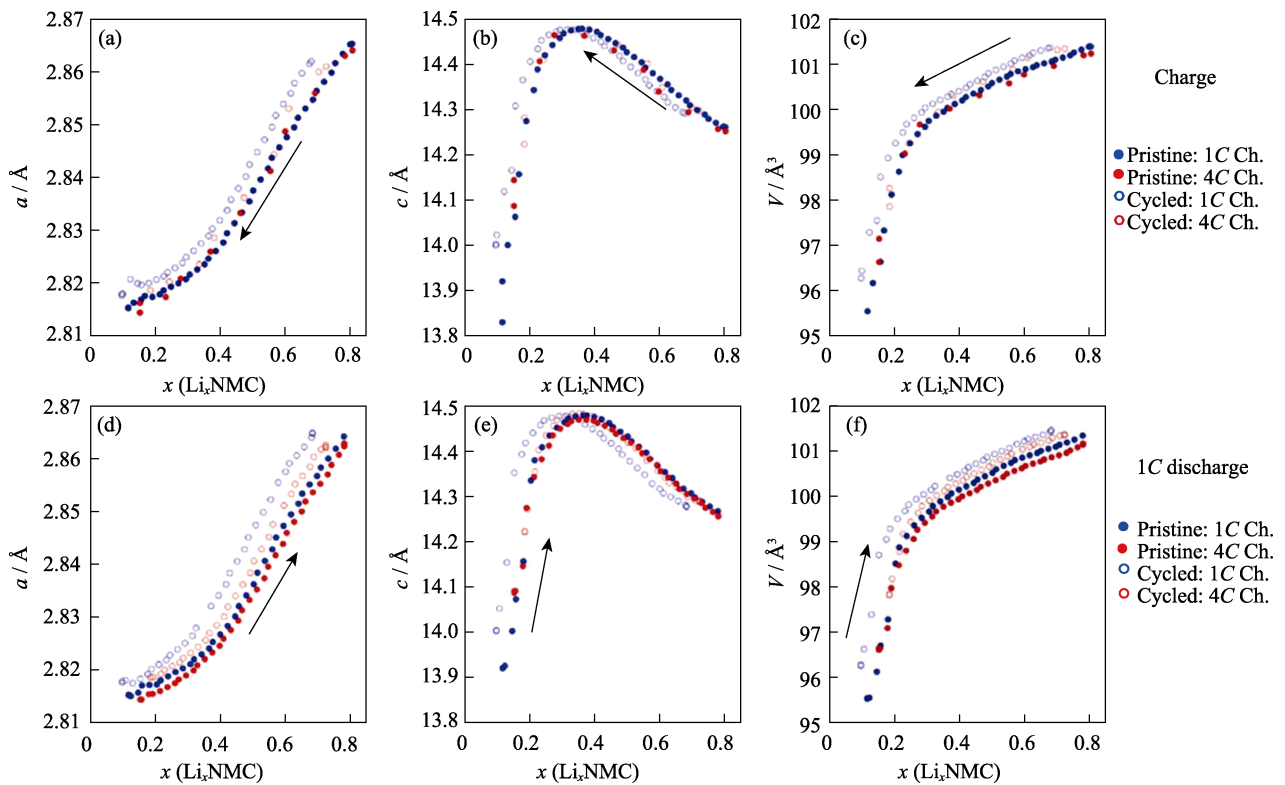 (a)
2.87
2.86
2.85
2.84
2.83
2.82
2.81
a / Å
0 0.2 0.4 0.6 0.8
x (LiₓNMC)
(b)
14.5
14.4
14.3
14.2
14.1
14.0
13.9
13.8
c / Å
0 0.2 0.4 0.6 0.8
x (LiₓNMC)
(c)
102
101
100
99
98
97
96
95
V / Å³
0 0.2 0.4 0.6 0.8
x (LiₓNMC)
Charge
Pristine: 1C Ch.
Pristine: 4C Ch.
Cycled: 1C Ch.
Cycled: 4C Ch.
(d)
2.87
2.86
2.85
2.84
2.83
2.82
2.81
a / Å
0 0.2 0.4 0.6 0.8
x (LiₓNMC)
(e)
14.5
14.4
14.3
14.2
14.1
14.0
13.9
13.8
c / Å
0 0.2 0.4 0.6 0.8
x (LiₓNMC)
(f)
102
101
100
99
98
97
96
95
V / Å³
0 0.2 0.4 0.6 0.8
x (LiₓNMC)
1C discharge
Pristine: 1C Ch.
Pristine: 4C Ch.
Cycled: 1C Ch.
Cycled: 4C Ch.